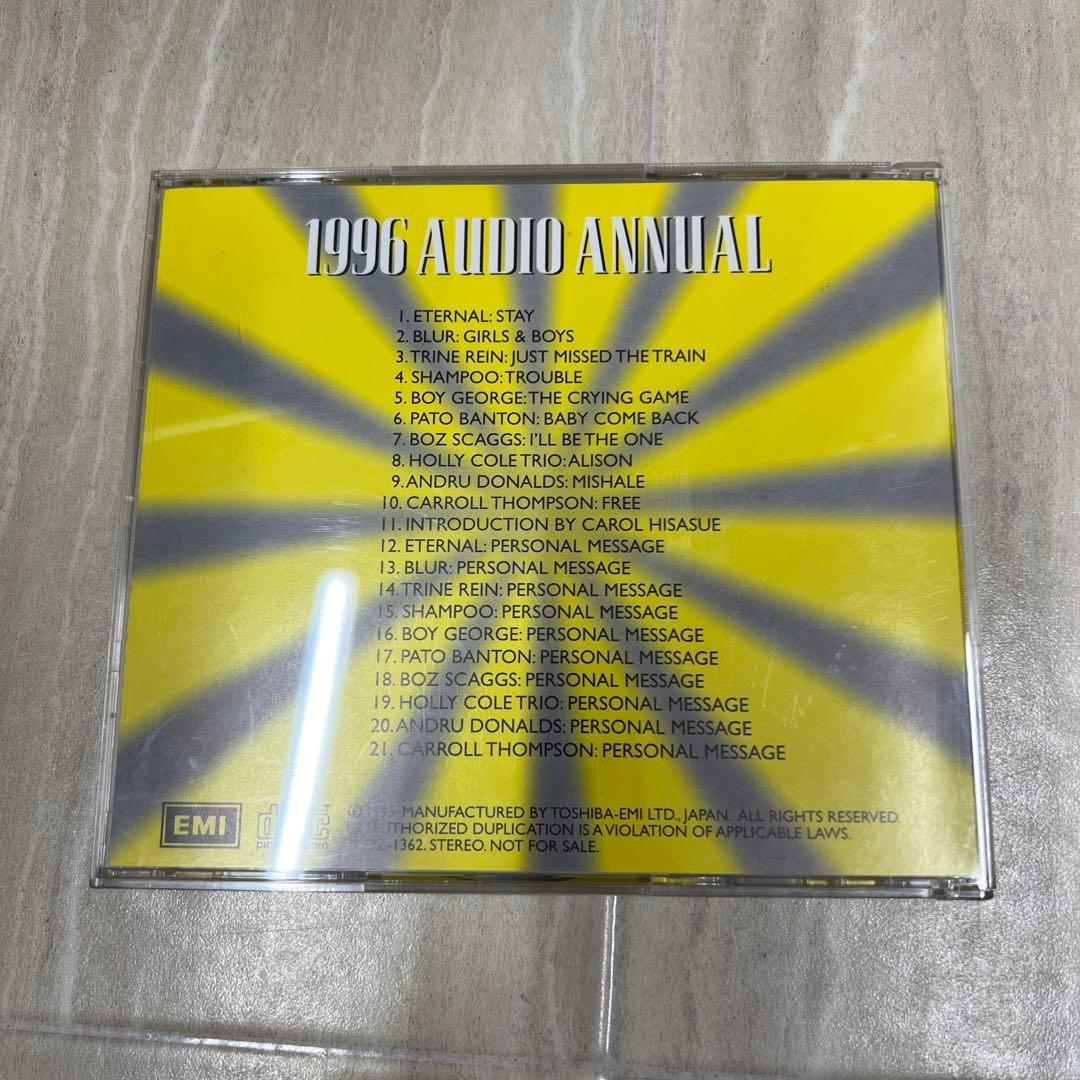 1996 AUDIO ANNUAL
1. ETERNAL: STAY
2. BLUR: GIRLS & BOYS
3. TRINE REIN: JUST MISSED THE TRAIN
4. SHAMPOO: TROUBLE
5. BOY GEORGE: THE CRYING GAME
6. PATO BANTON: BABY COME BACK
7. BOZ SCAGGS: I'LL BE THE ONE
8. HOLLY COLE TRIO: ALISON
9. ANDRU DONALDS: MISHALE
10. CARROLL THOMPSON: FREE
11. INTRODUCTION BY CAROL HISASUE
12. ETERNAL: PERSONAL MESSAGE
13. BLUR: PERSONAL MESSAGE
14. TRINE REIN: PERSONAL MESSAGE
15. SHAMPOO: PERSONAL MESSAGE
16. BOY GEORGE: PERSONAL MESSAGE
17. PATO BANTON: PERSONAL MESSAGE
18. BOZ SCAGGS: PERSONAL MESSAGE
19. HOLLY COLE TRIO: PERSONAL MESSAGE
20. ANDRU DONALDS: PERSONAL MESSAGE
21. CARROLL THOMPSON: PERSONAL MESSAGE
EMI
℗ MANUFACTURED BY TOSHIBA-EMI LTD., JAPAN. ALL RIGHTS RESERVED.
DUPLICATION IS A VIOLATION OF APPLICABLE LAWS.
STEREO. NOT FOR SALE.